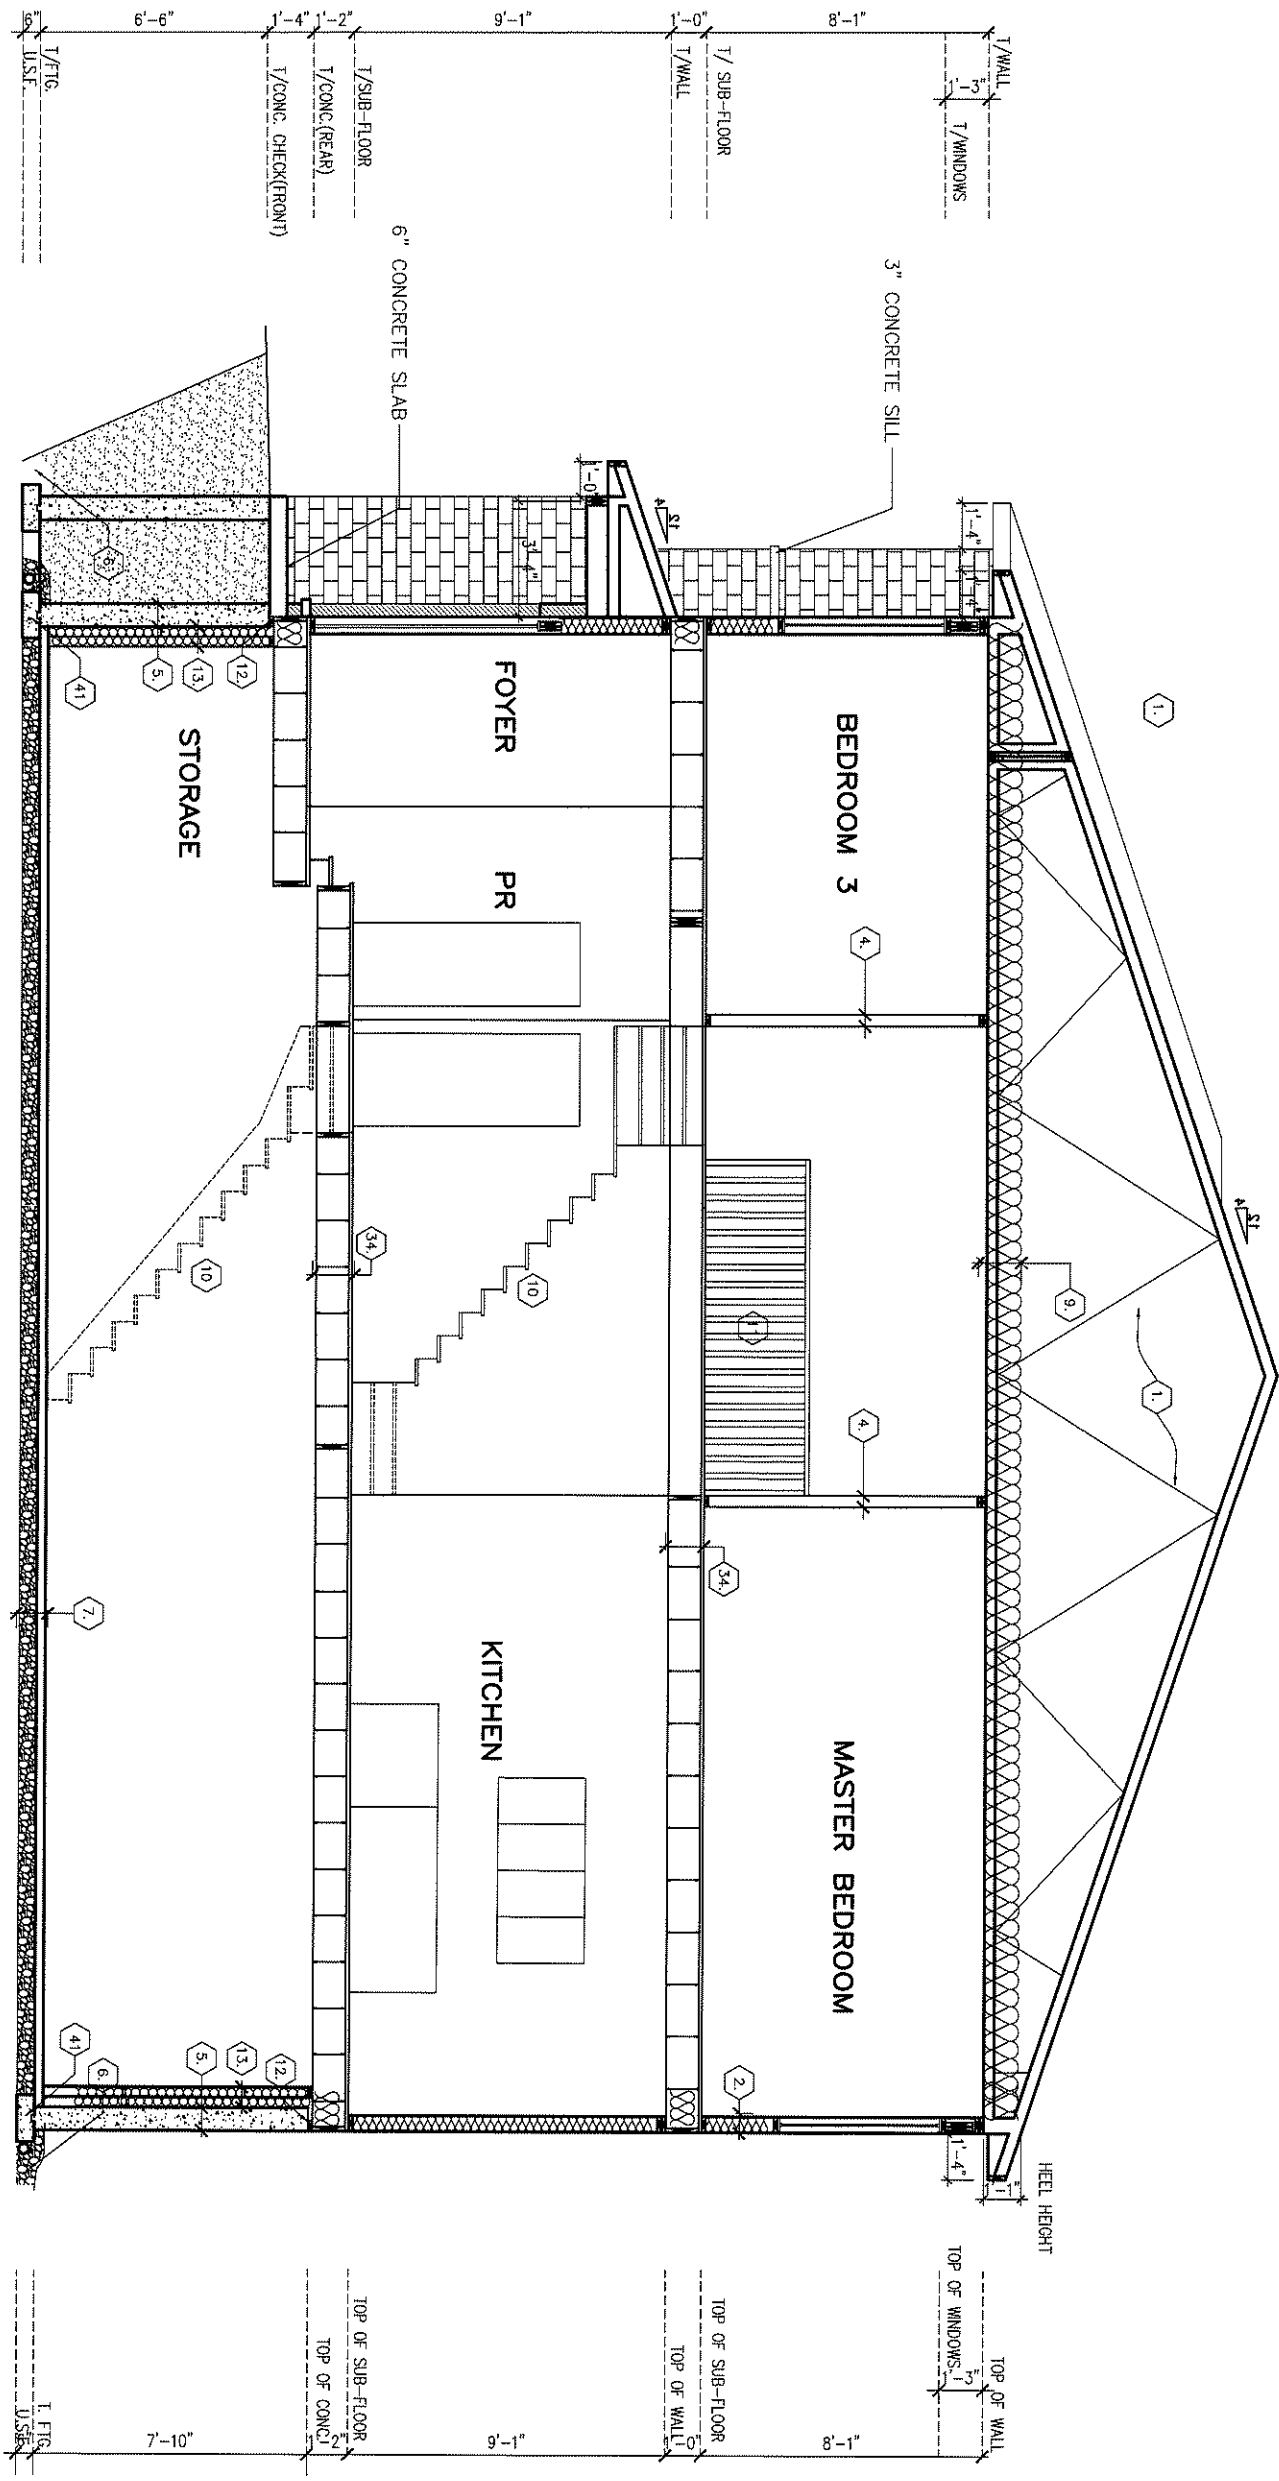 T/WALL
8'-1"
1'-3"
T/WINDOWS
T/ SUB-FLOOR
1'-0"
T/WALL
9'-1"
T/SUB-FLOOR
1'-2"
T/CONC.(REAR)
1'-4"
T/CONC. CHECK(FRONT)
6'-6"
T/FTG.
6"
U.S.F.
3" CONCRETE SILL
6" CONCRETE SLAB
1.
1'-4"
1'-4"
12
4
9.
1.
HEEL HEIGHT
1'-1"
1'-4"
BEDROOM 3
4.
11
4.
MASTER BEDROOM
2.
12
4
1'-0"
3'-4"
FOYER
PR
10
34.
34.
KITCHEN
6.
5.
13.
12.
41
STORAGE
10
7.
41
6.
5.
13.
12.
TOP OF WALL
1'-3"
TOP OF WINDOWS
8'-1"
TOP OF SUB-FLOOR
1'-0"
TOP OF WALL
9'-1"
TOP OF SUB-FLOOR
1'-2"
TOP OF CONC.
7'-10"
T. FTG.
U.S.F.